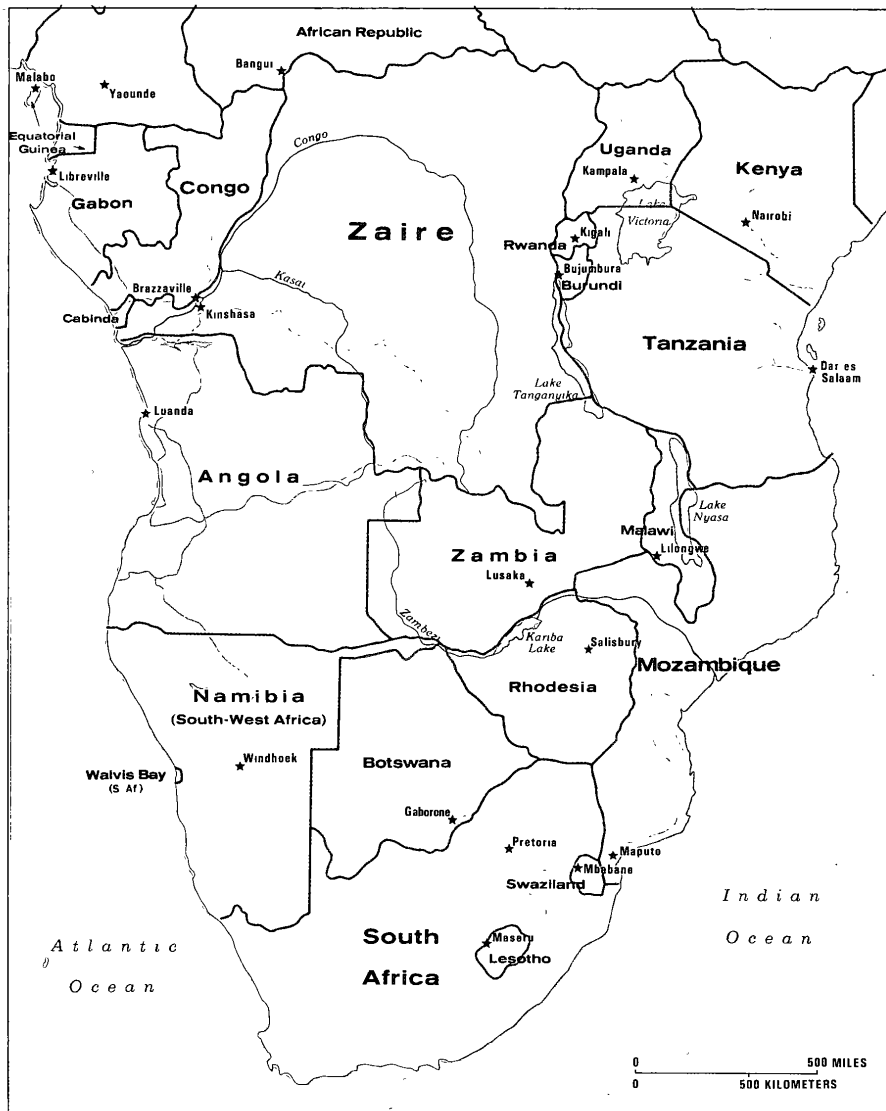 African Republic
Bangui
Malabo
Yaounde
Equatorial
Guinea
Libreville
Gabon
Congo
Congo
Zaire
Uganda
Kampala
Kenya
Lake
Victoria
Nairobi
Kigali
Rwanda
Bujumbura
Burundi
Kasai
Brazzaville
Kinshasa
Cabinda
Tanzania
Dar es
Salaam
Lake
Tanganyika
Luanda
Angola
Lake
Nyasa
Malawi
Lilongwe
Zambia
Lusaka
Zambezi
Kariba
Lake
Salisbury
Mozambique
Rhodesia
Namibia
(South-West Africa)
Windhoek
Walvis Bay
(S Af)
Botswana
Gaborone
Pretoria
Maputo
Mbabane
Swaziland
Indian
Ocean
Atlantic
Ocean
South
Africa
Maseru
Lesotho
0 500 MILES
0 500 KILOMETERS